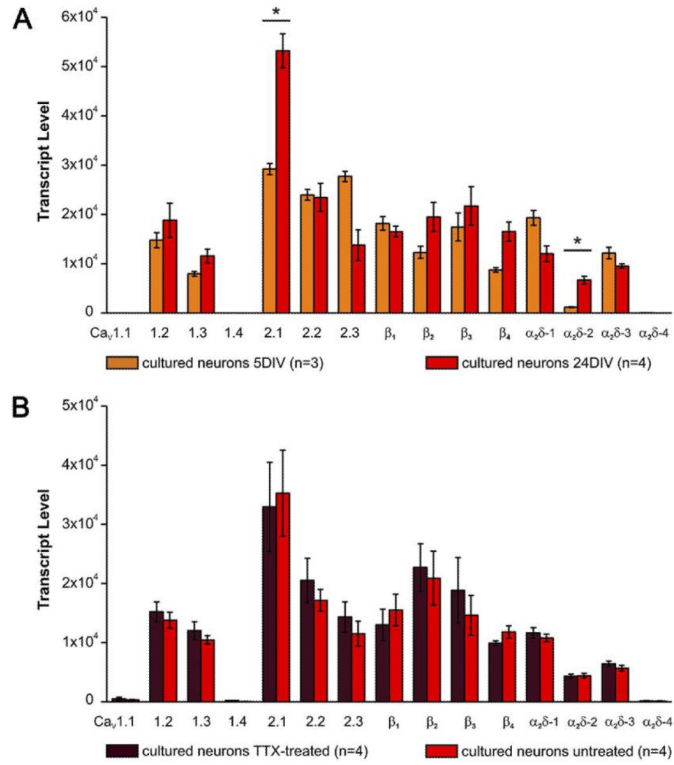 A
*
*
Transcript Level
6x10⁴
5x10⁴
4x10⁴
3x10⁴
2x10⁴
1x10⁴
0
Caᵥ1.1 1.2 1.3 1.4 2.1 2.2 2.3 β₁ β₂ β₃ β₄ α₂δ-1 α₂δ-2 α₂δ-3 α₂δ-4
cultured neurons 5DIV (n=3) cultured neurons 24DIV (n=4)
B
Transcript Level
5x10⁴
4x10⁴
3x10⁴
2x10⁴
1x10⁴
0
Caᵥ1.1 1.2 1.3 1.4 2.1 2.2 2.3 β₁ β₂ β₃ β₄ α₂δ-1 α₂δ-2 α₂δ-3 α₂δ-4
cultured neurons TTX-treated (n=4) cultured neurons untreated (n=4)